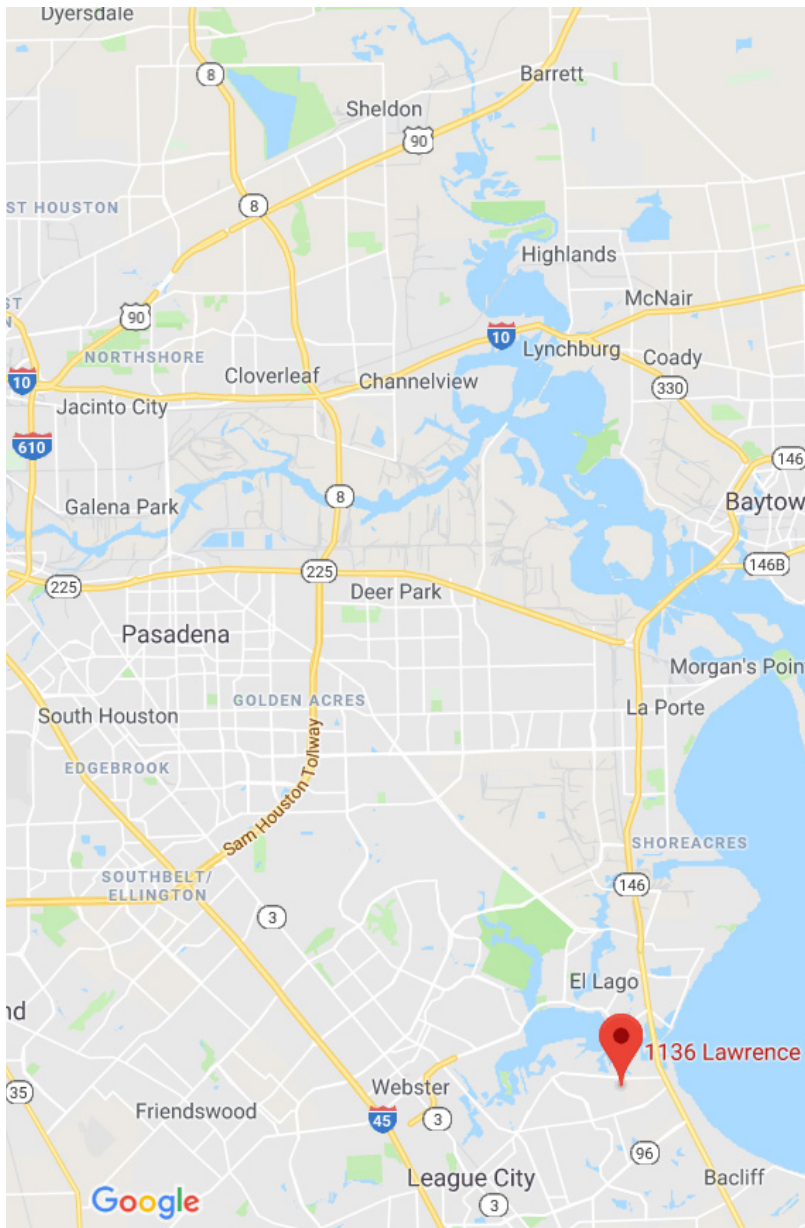 Dyersdale
8
Barrett
Sheldon
90
ST HOUSTON
8
Highlands
McNair
90
10
NORTHSHORE
Lynchburg
Coady
10
Cloverleaf
Channelview
330
Jacinto City
610
146
8
Baytow
Galena Park
225
146B
225
Deer Park
Pasadena
Morgan's Poin
GOLDEN ACRES
La Porte
South Houston
EDGEBROOK
Sam Houston Tollway
SHOREACRES
SOUTHBELT/
ELLINGTON
146
3
El Lago
nd
1136 Lawrence
35
Webster
Friendswood
45
3
96
League City
Bacliff
Google
3